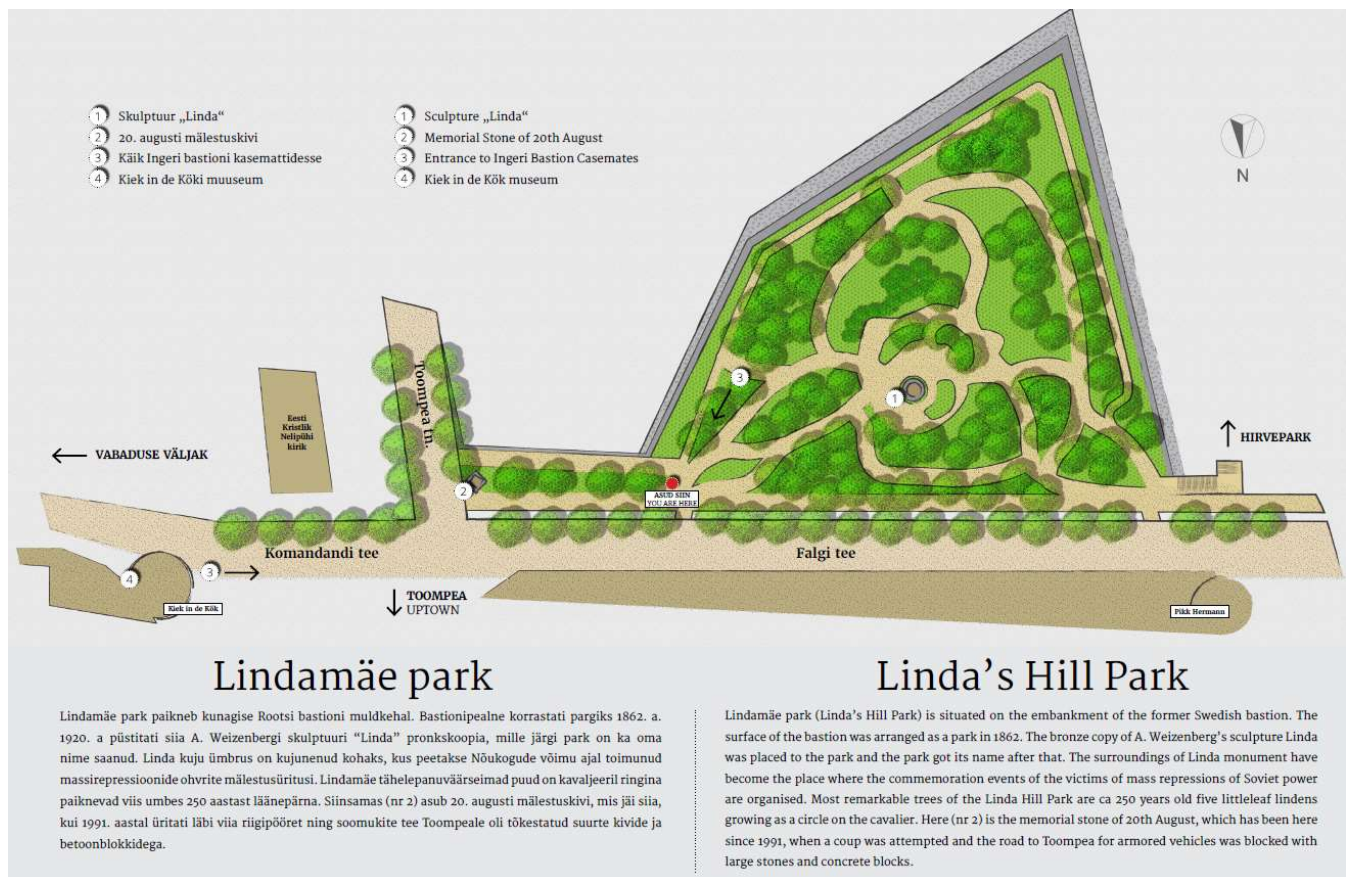 1 Skulptuur „Linda“
2 20. augusti mälestuskivi
3 Käik Ingeri bastioni kasemattidesse
4 Kiek in de Köki muuseum
1 Sculpture „Linda“
2 Memorial Stone of 20th August
3 Entrance to Ingeri Bastion Casemates
4 Kiek in de Kök museum
N
Toompea tn.
3
1
Eesti
Kristlik
Nelipühi
kirik
VABADUSE VÄLJAK
HIRVEPARK
2
ASUD SIIN
YOU ARE HERE
Komandandi tee
Falgi tee
4
3
Kiek in de Kök
TOOMPEA
UPTOWN
Pikk Hermann
Lindamäe park
Lindamäe park paikneb kunagise Rootsi bastioni muldkehal. Bastionipealne korrastati pargiks 1862. a.
1920. a püstitati siia A. Weizenbergi skulptuuri “Linda” pronkskoopia, mille järgi park on ka oma
nime saanud. Linda kuju ümbrus on kujunenud kohaks, kus peetakse Nõukogude võimu ajal toimunud
massirepressioonide ohvrite mälestusüritusi. Lindamäe tähelepanuväärseimad puud on kavaljeeril ringina
paiknevad viis umbes 250 aastast läänepärna. Siinsamas (nr 2) asub 20. augusti mälestuskivi, mis jäi siia,
kui 1991. aastal üritati läbi viia riigipööret ning soomukite tee Toompeale oli tõkestatud suurte kivide ja
betoonblokkidega.
Linda’s Hill Park
Lindamäe park (Linda’s Hill Park) is situated on the embankment of the former Swedish bastion. The
surface of the bastion was arranged as a park in 1862. The bronze copy of A. Weizenberg’s sculpture Linda
was placed to the park and the park got its name after that. The surroundings of Linda monument have
become the place where the commemoration events of the victims of mass repressions of Soviet power
are organised. Most remarkable trees of the Linda Hill Park are ca 250 years old five littleleaf lindens
growing as a circle on the cavalier. Here (nr 2) is the memorial stone of 20th August, which has been here
since 1991, when a coup was attempted and the road to Toompea for armored vehicles was blocked with
large stones and concrete blocks.